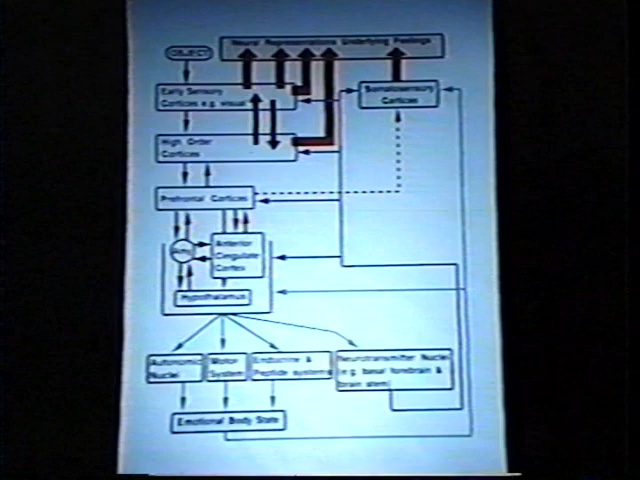 Neural Representations Underlying Feelings
OBJECT
Early Sensory
Cortices e.g. visual
Somatosensory
Cortices
High Order
Cortices
Prefrontal Cortices
Anterior
Cingulate
Cortex
Hypothalamus
Autonomic
Nuclei
Motor
System
Endocrine &
Peptide systems
Neurotransmitter Nuclei
(e.g. basal forebrain &
brain stem)
Emotional Body State